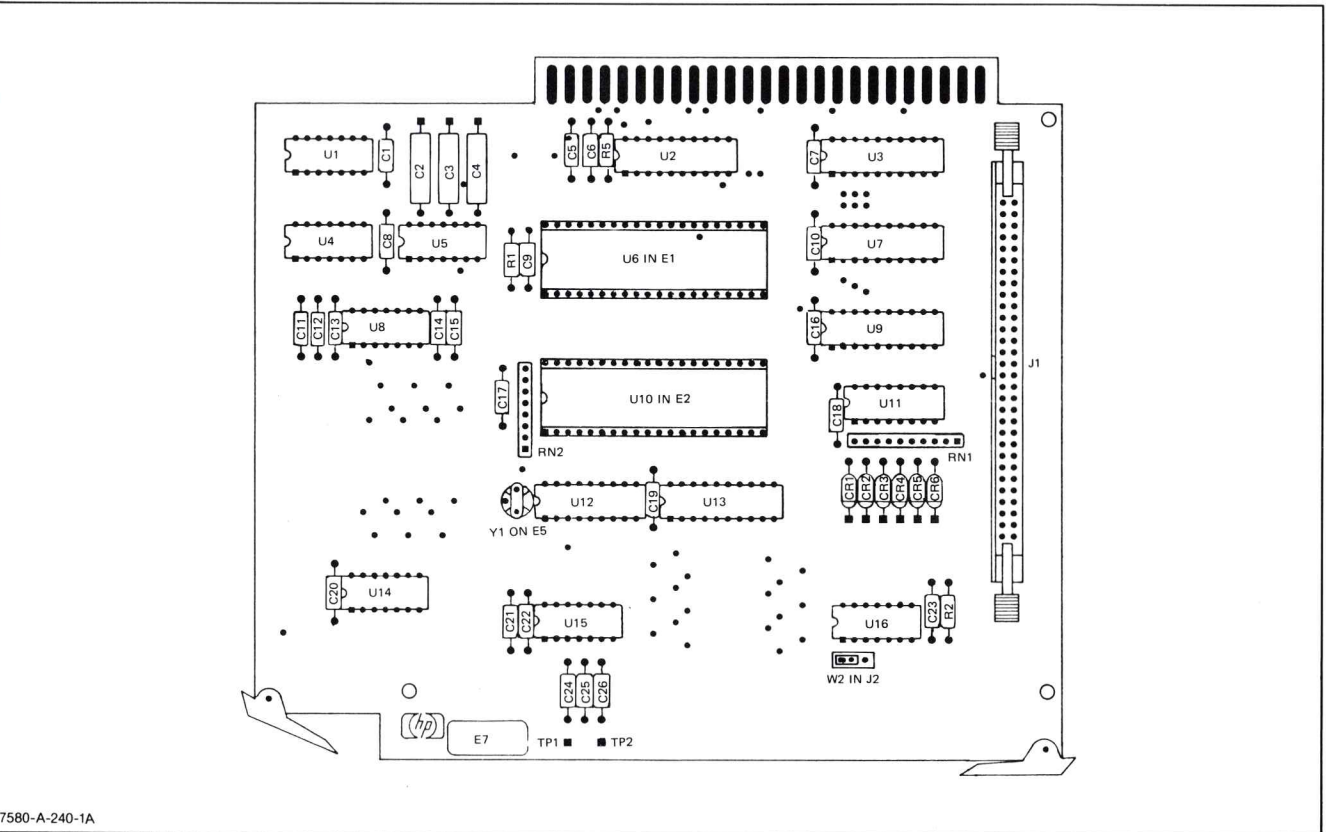 U1
C1
C2
C3
C4
C5
C6
R5
U2
C7
U3
U4
C8
U5
R1
C9
U6 IN E1
C10
U7
C11
C12
C13
U8
C14
C15
C16
U9
J1
C17
U10 IN E2
C18
U11
RN2
RN1
CR1
CR2
CR3
CR4
CR5
CR6
U12
C19
U13
Y1 ON E5
C20
U14
C21
C22
U15
U16
C23
R2
W2 IN J2
C24
C25
C26
hp
E7
TP1
TP2
7580-A-240-1A